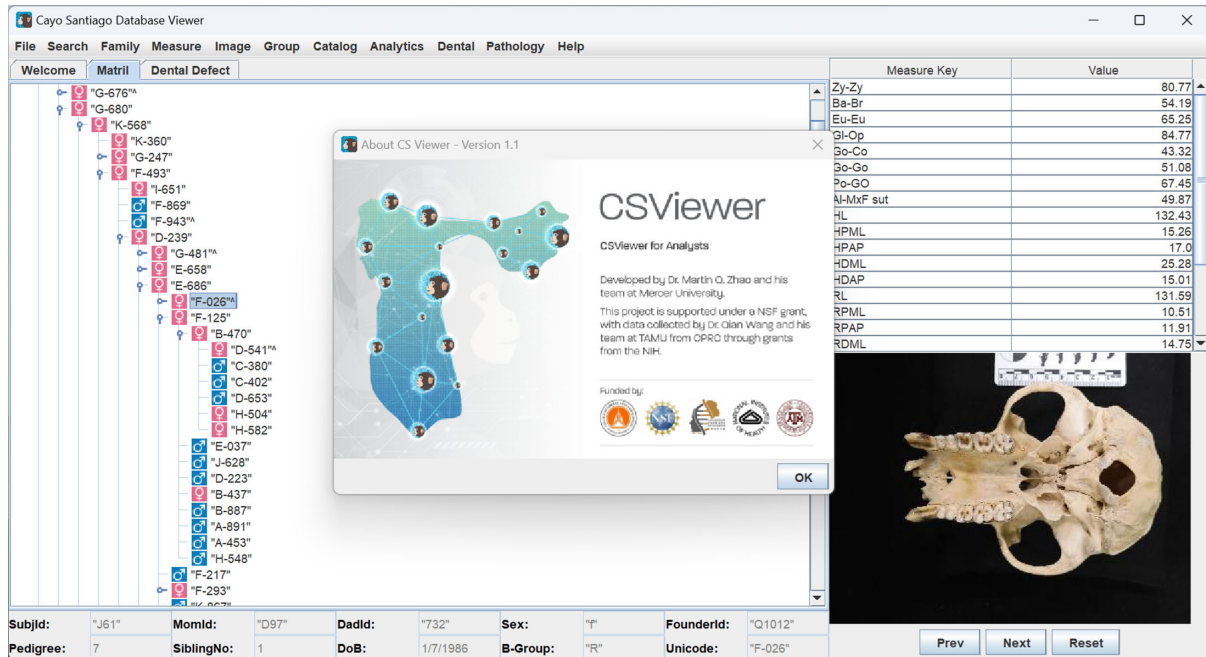 Cayo Santiago Database Viewer
File Search Family Measure Image Group Catalog Analytics Dental Pathology Help
Welcome Matril Dental Defect
"G-676"^
"G-680"
"K-568"
"K-360"
"G-247"
"F-493"
"I-651"
"F-869"
"F-943"^
"D-239"
"G-481"^
"E-658"
"E-686"
"F-026"^
"F-125"
"B-470"
"D-541"^
"C-380"
"C-402"
"D-653"
"H-504"
"H-582"
"E-037"
"J-628"
"D-223"
"B-437"
"B-887"
"A-891"
"A-453"
"H-548"
"F-217"
"F-293"
About CS Viewer - Version 1.1
CSViewer
CSViewer for Analysts
Developed by Dr. Martin Q. Zhao and his
team at Mercer University.
This project is supported under a NSF grant,
with data collected by Dr. Qian Wang and his
team at TAMU from CPRC through grants
from the NIH.
Funded by:
NSF
OK
Measure Key Value
Zy-Zy 80.77
Ba-Br 54.19
Eu-Eu 65.25
Gl-Op 84.77
Go-Co 43.32
Go-Go 51.08
Po-GO 67.45
Al-MxF sut 49.87
HL 132.43
HPML 15.26
HPAP 17.0
HDML 25.28
HDAP 15.01
RL 131.59
RPML 10.51
RPAP 11.91
RDML 14.75
Prev Next Reset
SubjId: "J61" MomId: "D97" DadId: "732" Sex: "f" FounderId: "Q1012"
Pedigree: 7 SiblingNo: 1 DoB: 1/7/1986 B-Group: "R" Unicode: "F-026"